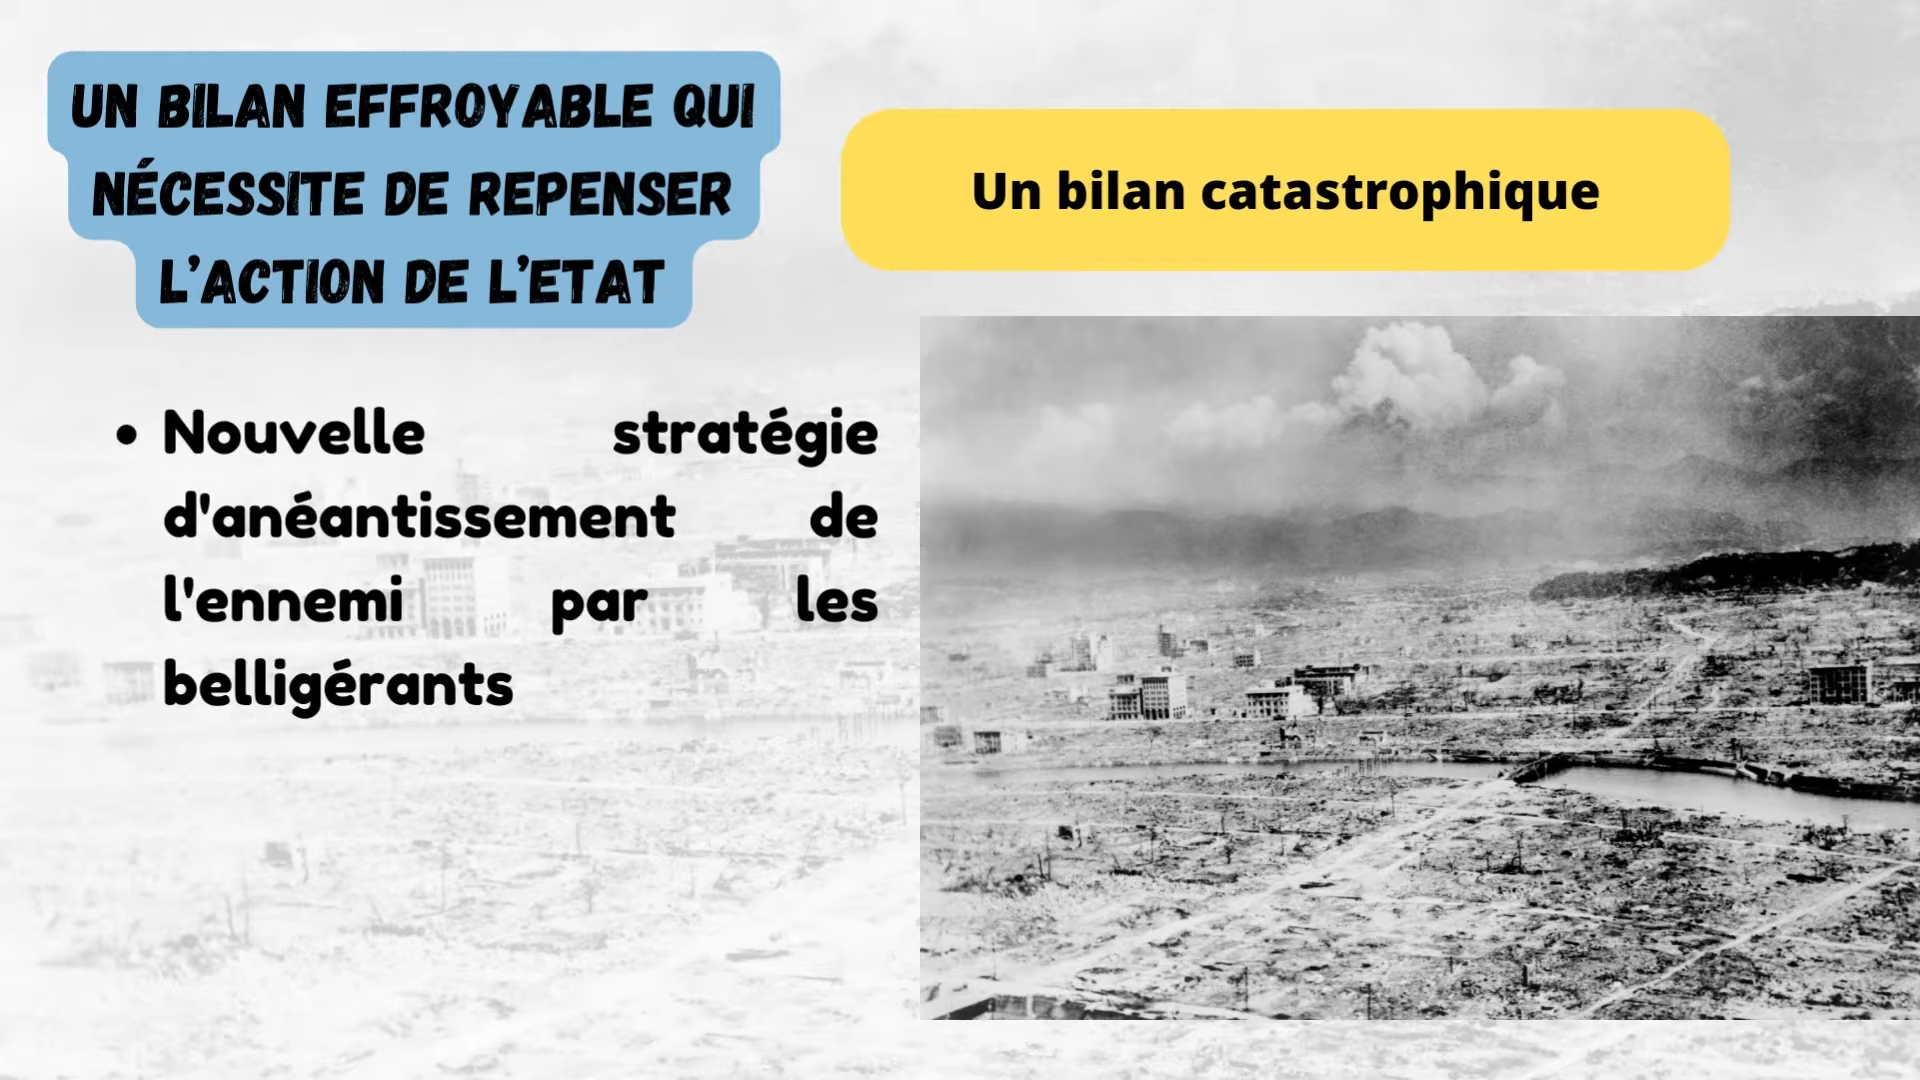 UN BILAN EFFROYABLE QUI
NÉCESSITE DE REPENSER
L’ACTION DE L’ETAT
Un bilan catastrophique
• Nouvelle stratégie
d'anéantissement de
l'ennemi par les
belligérants